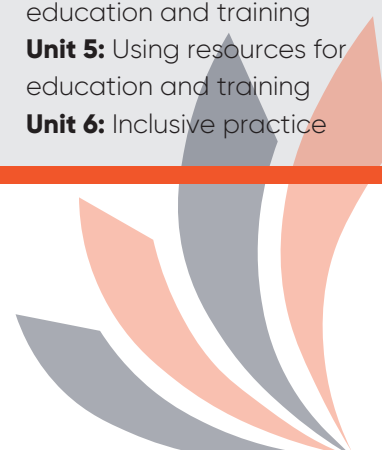 education and training
Unit 5: Using resources for
education and training
Unit 6: Inclusive practice